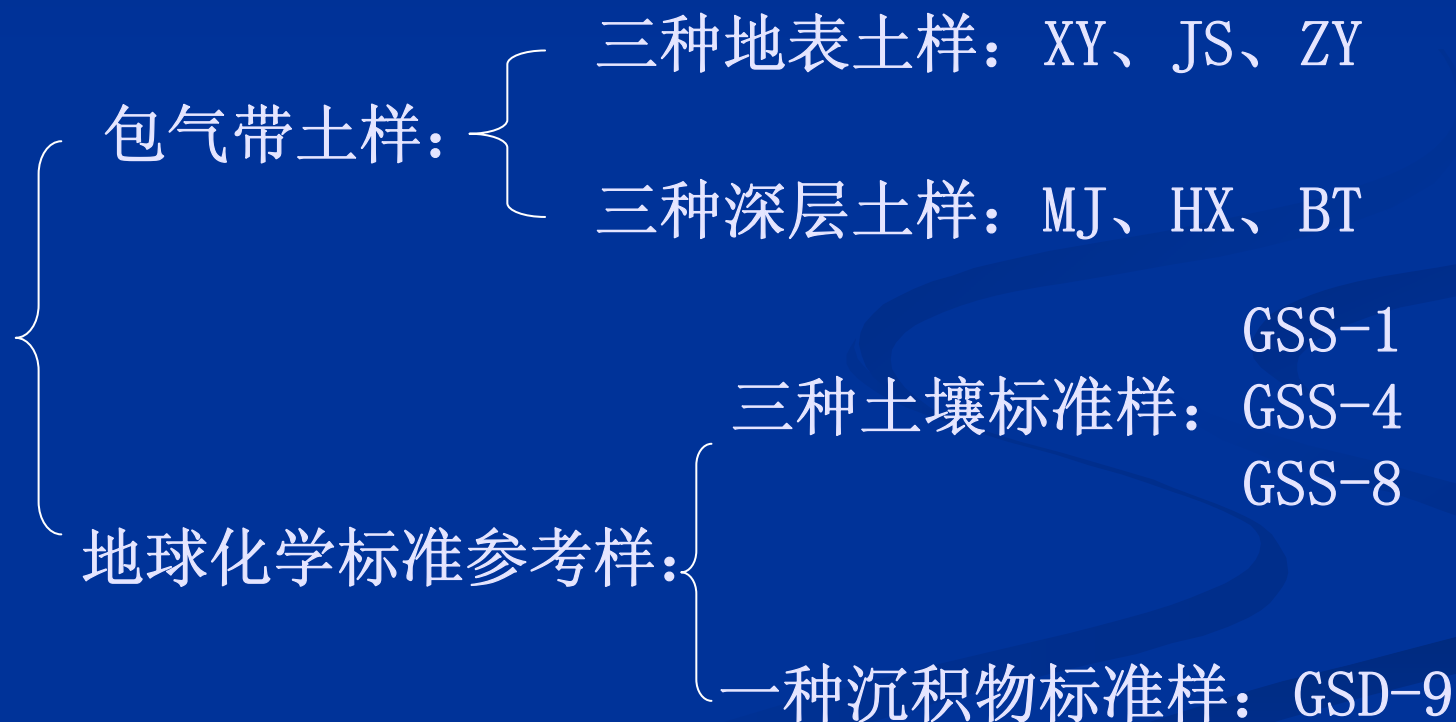 三种地表土样：XY、JS、ZY
包气带土样：
三种深层土样：MJ、HX、BT
GSS-1
三种土壤标准样：GSS-4
GSS-8
地球化学标准参考样：
一种沉积物标准样：GSD-9